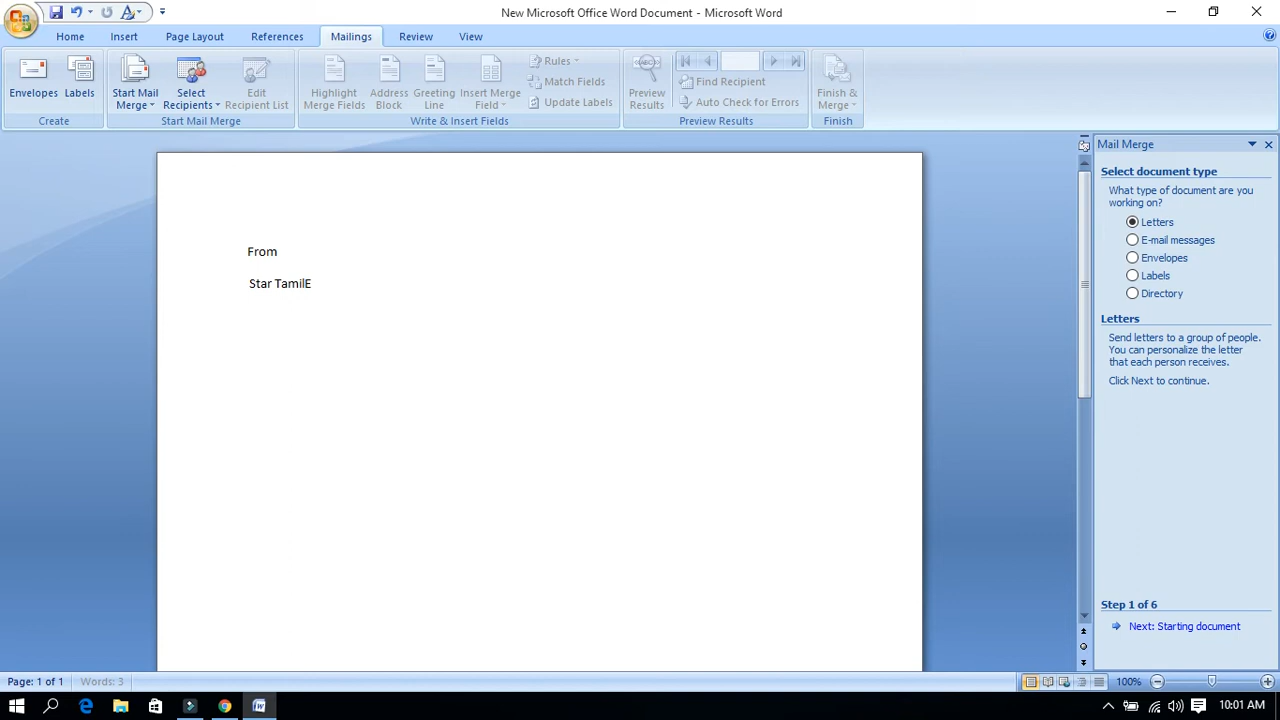 New Microsoft Office Word Document - Microsoft Word
Home Insert Page Layout References Mailings Review View
Envelopes Labels Start Mail Merge Select Recipients Edit Recipient List Highlight Merge Fields Address Block Greeting Line Insert Merge Field Rules Match Fields Update Labels Preview Results Find Recipient Auto Check for Errors Finish & Merge
Create Start Mail Merge Write & Insert Fields Preview Results Finish
From
Star TamilE
Mail Merge
Select document type
What type of document are you
working on?
Letters
E-mail messages
Envelopes
Labels
Directory
Letters
Send letters to a group of people.
You can personalize the letter
that each person receives.
Click Next to continue.
Step 1 of 6
Next: Starting document
Page: 1 of 1 Words: 3 100%
10:01 AM